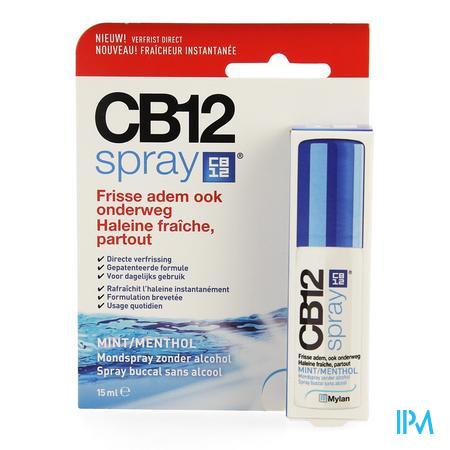 NIEUW! VERFRIST DIRECT
NOUVEAU! FRAÎCHEUR INSTANTANÉE
CB12
spray
CB
12
®
Frisse adem ook
onderweg
Haleine fraîche,
partout
✓ Directe verfrissing
✓ Gepatenteerde formule
✓ Voor dagelijks gebruik
✓ Rafraîchit l'haleine instantanément
✓ Formulation brevetée
✓ Usage quotidien
MINT/MENTHOL
Mondspray zonder alcohol
Spray buccal sans alcool
15 ml ℮
CB12
spray
CB
12
®
Frisse adem, ook onderweg
Haleine fraîche, partout
MINT/MENTHOL
Mondspray zonder alcohol
Spray buccal sans alcool
Mylan
IPM